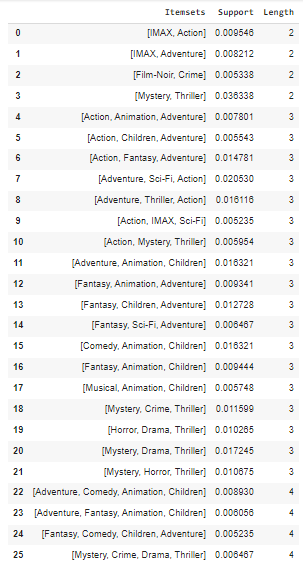 Itemsets Support Length
0 [IMAX, Action] 0.009546 2
1 [IMAX, Adventure] 0.008212 2
2 [Film-Noir, Crime] 0.005338 2
3 [Mystery, Thriller] 0.036338 2
4 [Action, Animation, Adventure] 0.007801 3
5 [Action, Children, Adventure] 0.005543 3
6 [Action, Fantasy, Adventure] 0.014781 3
7 [Adventure, Sci-Fi, Action] 0.020530 3
8 [Adventure, Thriller, Action] 0.016116 3
9 [Action, IMAX, Sci-Fi] 0.005235 3
10 [Action, Mystery, Thriller] 0.005954 3
11 [Adventure, Animation, Children] 0.016321 3
12 [Fantasy, Animation, Adventure] 0.009341 3
13 [Fantasy, Children, Adventure] 0.012728 3
14 [Fantasy, Sci-Fi, Adventure] 0.006467 3
15 [Comedy, Animation, Children] 0.016321 3
16 [Fantasy, Animation, Children] 0.009444 3
17 [Musical, Animation, Children] 0.005748 3
18 [Mystery, Crime, Thriller] 0.011599 3
19 [Horror, Drama, Thriller] 0.010265 3
20 [Mystery, Drama, Thriller] 0.017245 3
21 [Mystery, Horror, Thriller] 0.010675 3
22 [Adventure, Comedy, Animation, Children] 0.008930 4
23 [Adventure, Fantasy, Animation, Children] 0.006056 4
24 [Fantasy, Comedy, Children, Adventure] 0.005235 4
25 [Mystery, Crime, Drama, Thriller] 0.006467 4